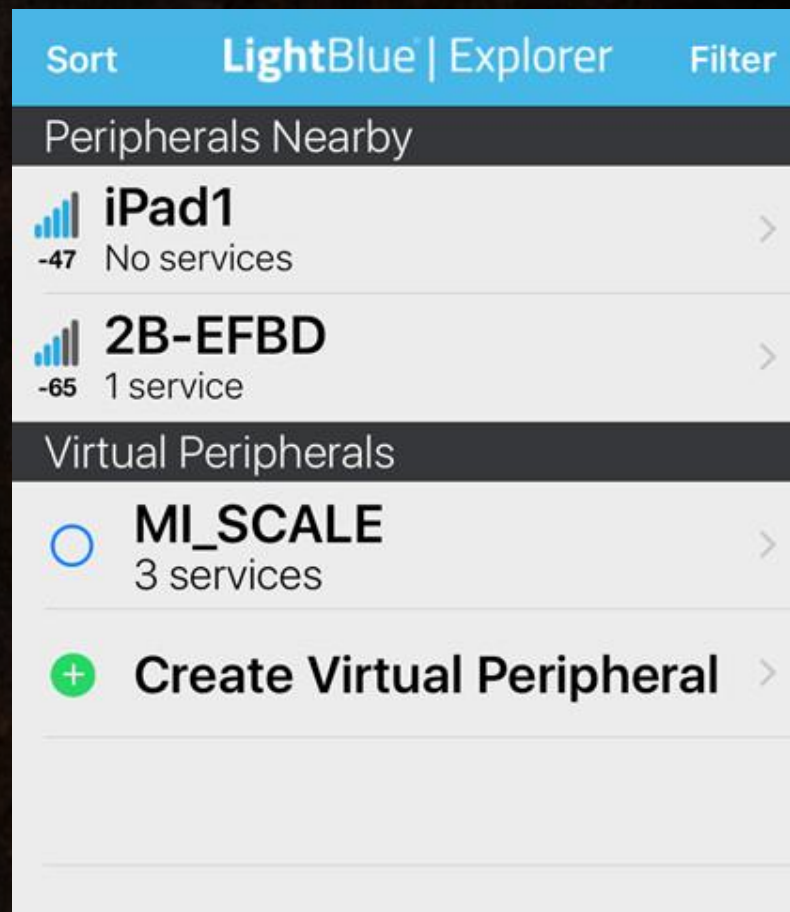 Sort LightBlue® | Explorer Filter
Peripherals Nearby
iPad1
-47 No services
2B-EFBD
-65 1 service
Virtual Peripherals
MI_SCALE
3 services
Create Virtual Peripheral